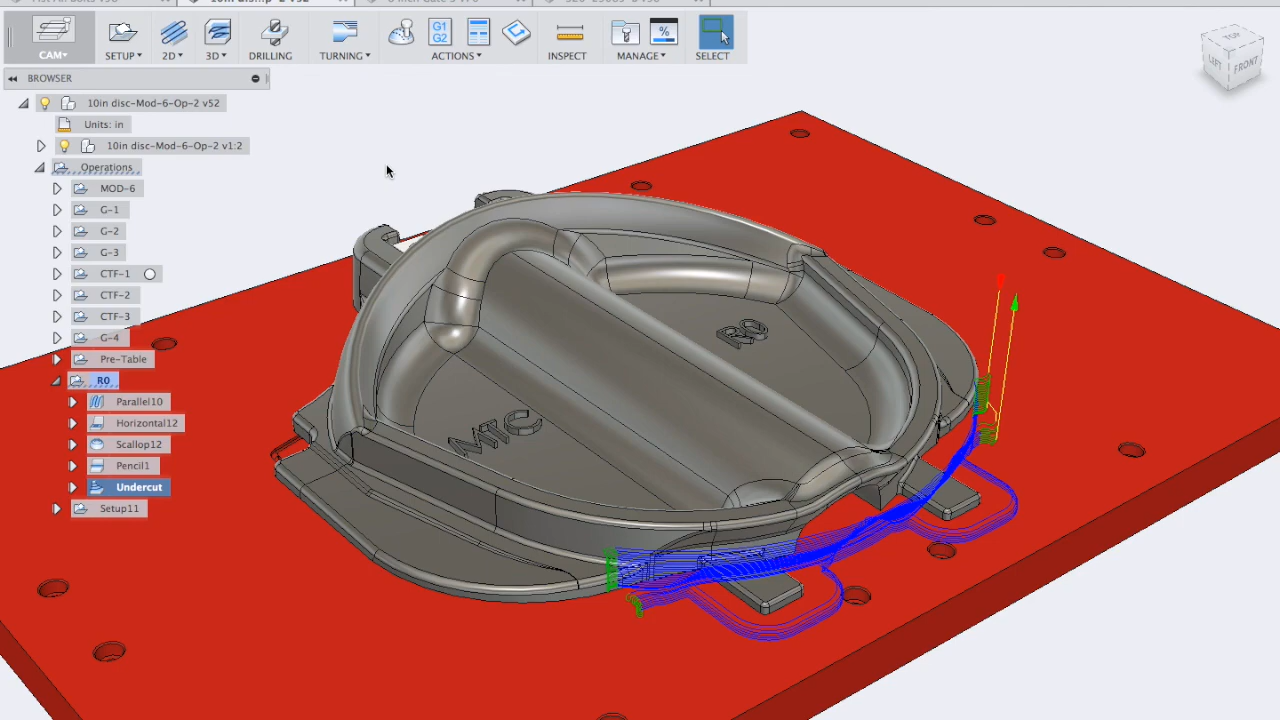 CAM▾
SETUP▾
2D▾
3D▾
DRILLING
TURNING▾
G1
G2
ACTIONS▾
INSPECT
%
MANAGE▾
SELECT
TOP
LEFT
FRONT
BROWSER
10in disc-Mod-6-Op-2 v52
Units: in
10in disc-Mod-6-Op-2 v1:2
Operations
MOD-6
G-1
G-2
G-3
CTF-1
CTF-2
CTF-3
G-4
Pre-Table
R0
Parallel10
Horizontal12
Scallop12
Pencil1
Undercut
Setup11
R0
MTC